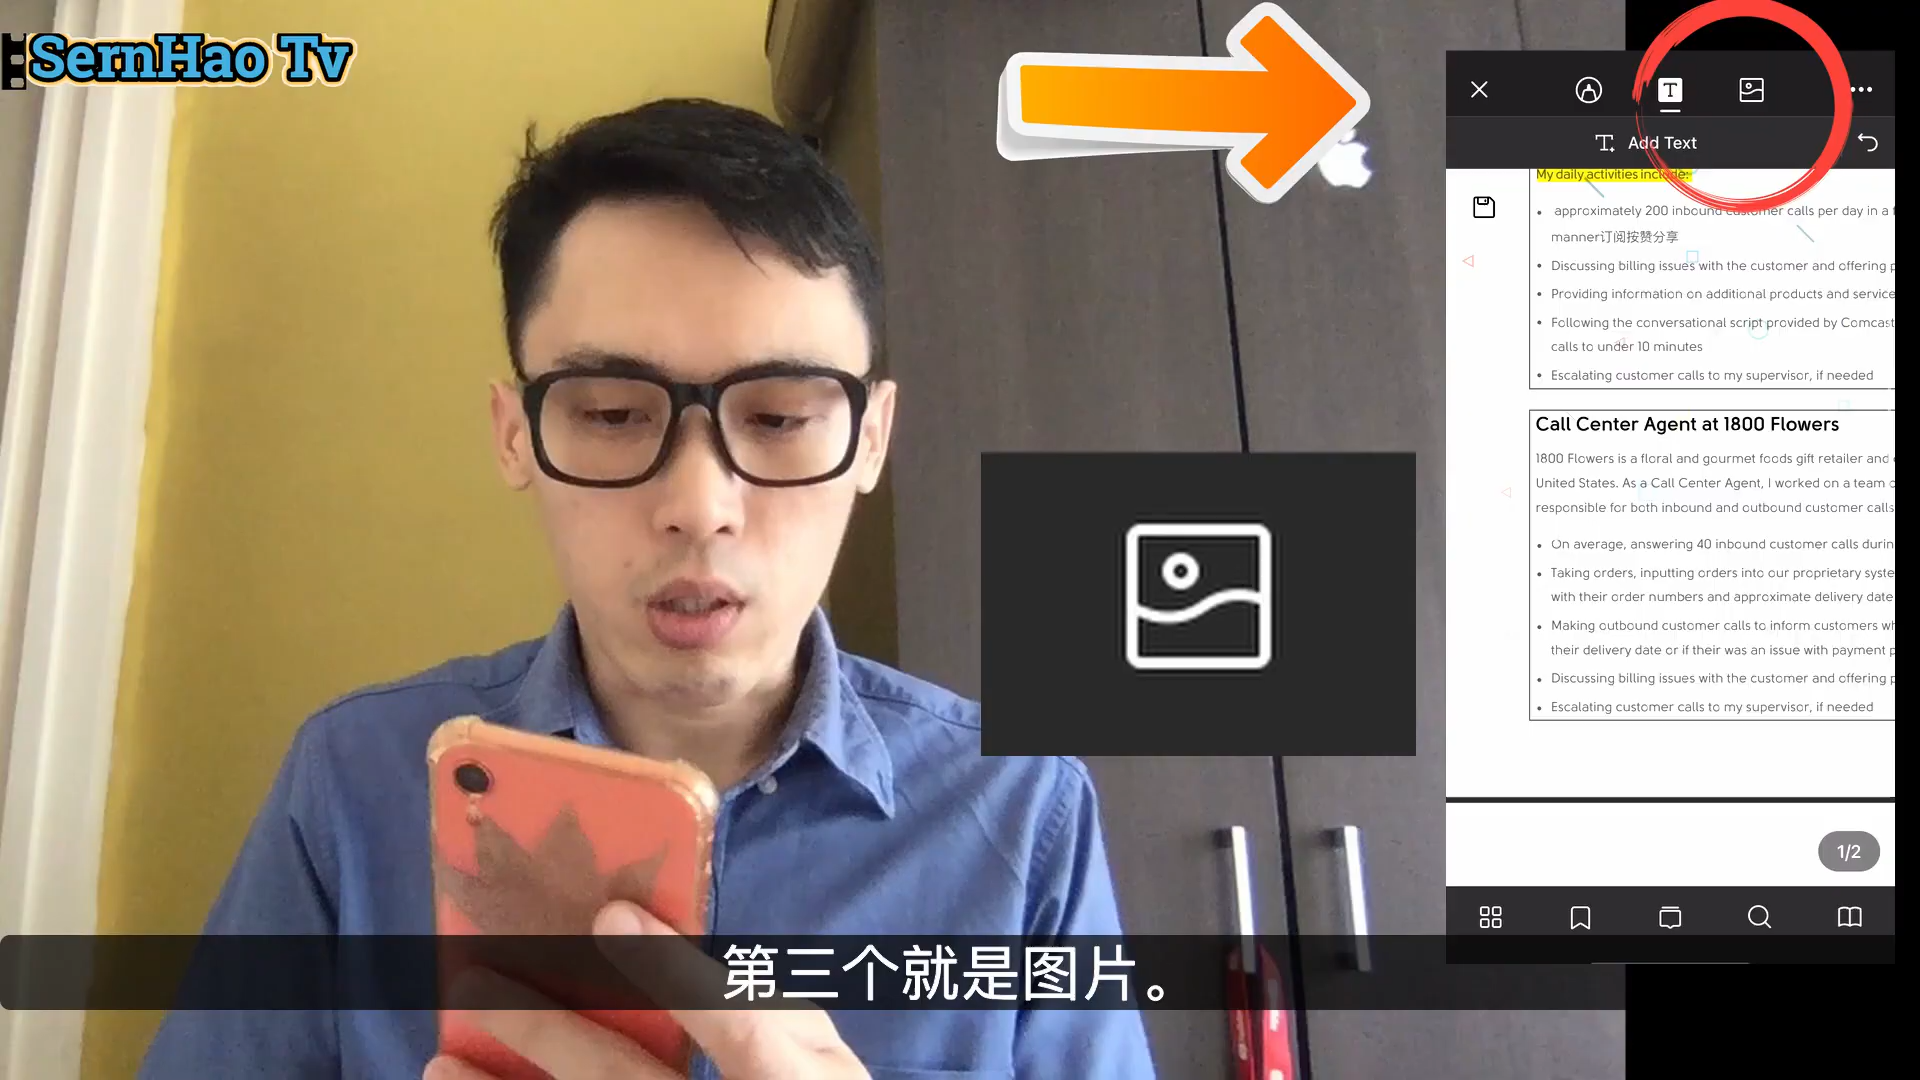 SernHao Tv
T
Add Text
My daily activities include:
approximately 200 inbound customer calls per day in a
manner订阅按赞分享
Discussing billing issues with the customer and offering
Providing information on additional products and service
Following the conversational script provided by Comcast
calls to under 10 minutes
Escalating customer calls to my supervisor, if needed
Call Center Agent at 1800 Flowers
1800 Flowers is a floral and gourmet foods gift retailer and
United States. As a Call Center Agent, I worked on a team
responsible for both inbound and outbound customer calls
On average, answering 40 inbound customer calls durin
Taking orders, inputting orders into our proprietary syste
with their order numbers and approximate delivery date
Making outbound customer calls to inform customers wh
their delivery date or if their was an issue with payment p
Discussing billing issues with the customer and offering p
Escalating customer calls to my supervisor, if needed
1/2
第三个就是图片。